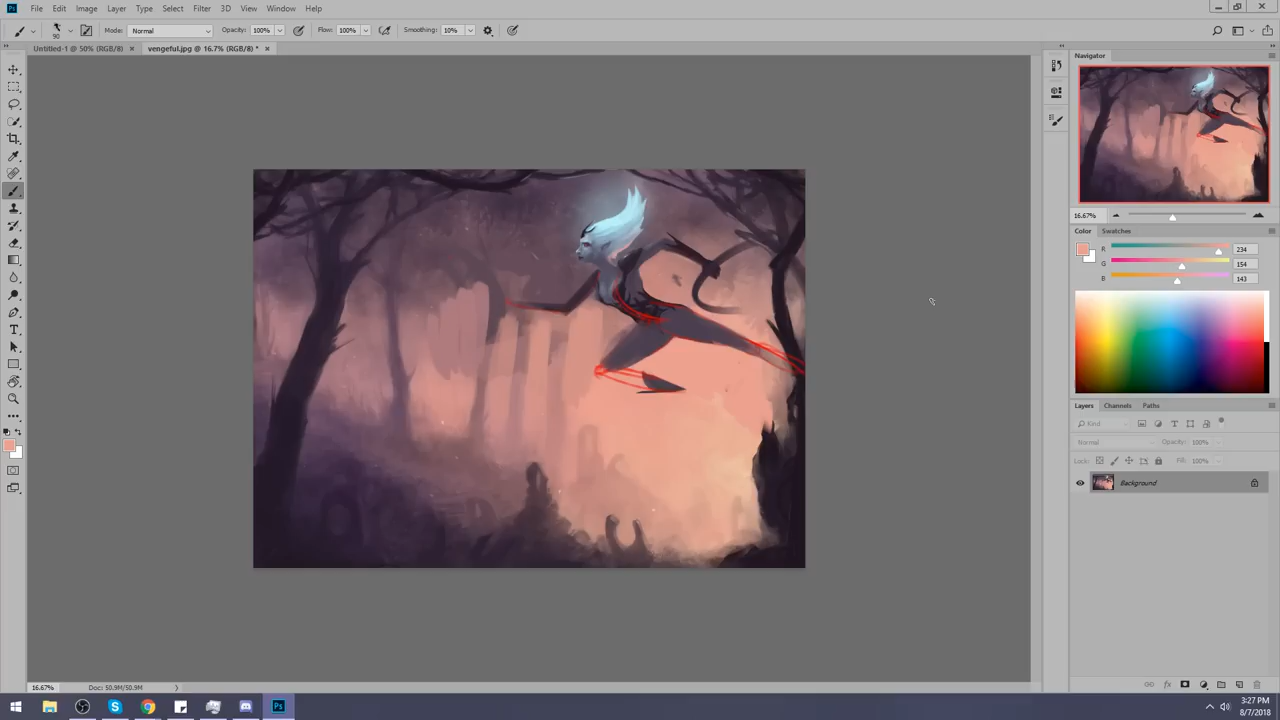 Ps File Edit Image Layer Type Select Filter 3D View Window Help
90 Mode: Normal Opacity: 100% Flow: 100% Smoothing: 10%
Untitled-1 @ 50% (RGB/8) × vengeful.jpg @ 16.7% (RGB/8) * ×
Navigator
16.67%
Color Swatches
R 234
G 154
B 143
Layers Channels Paths
Kind
Normal Opacity: 100%
Lock: Fill: 100%
Background
16.67% Doc: 50.9M/50.9M
Ps
3:27 PM
8/7/2018